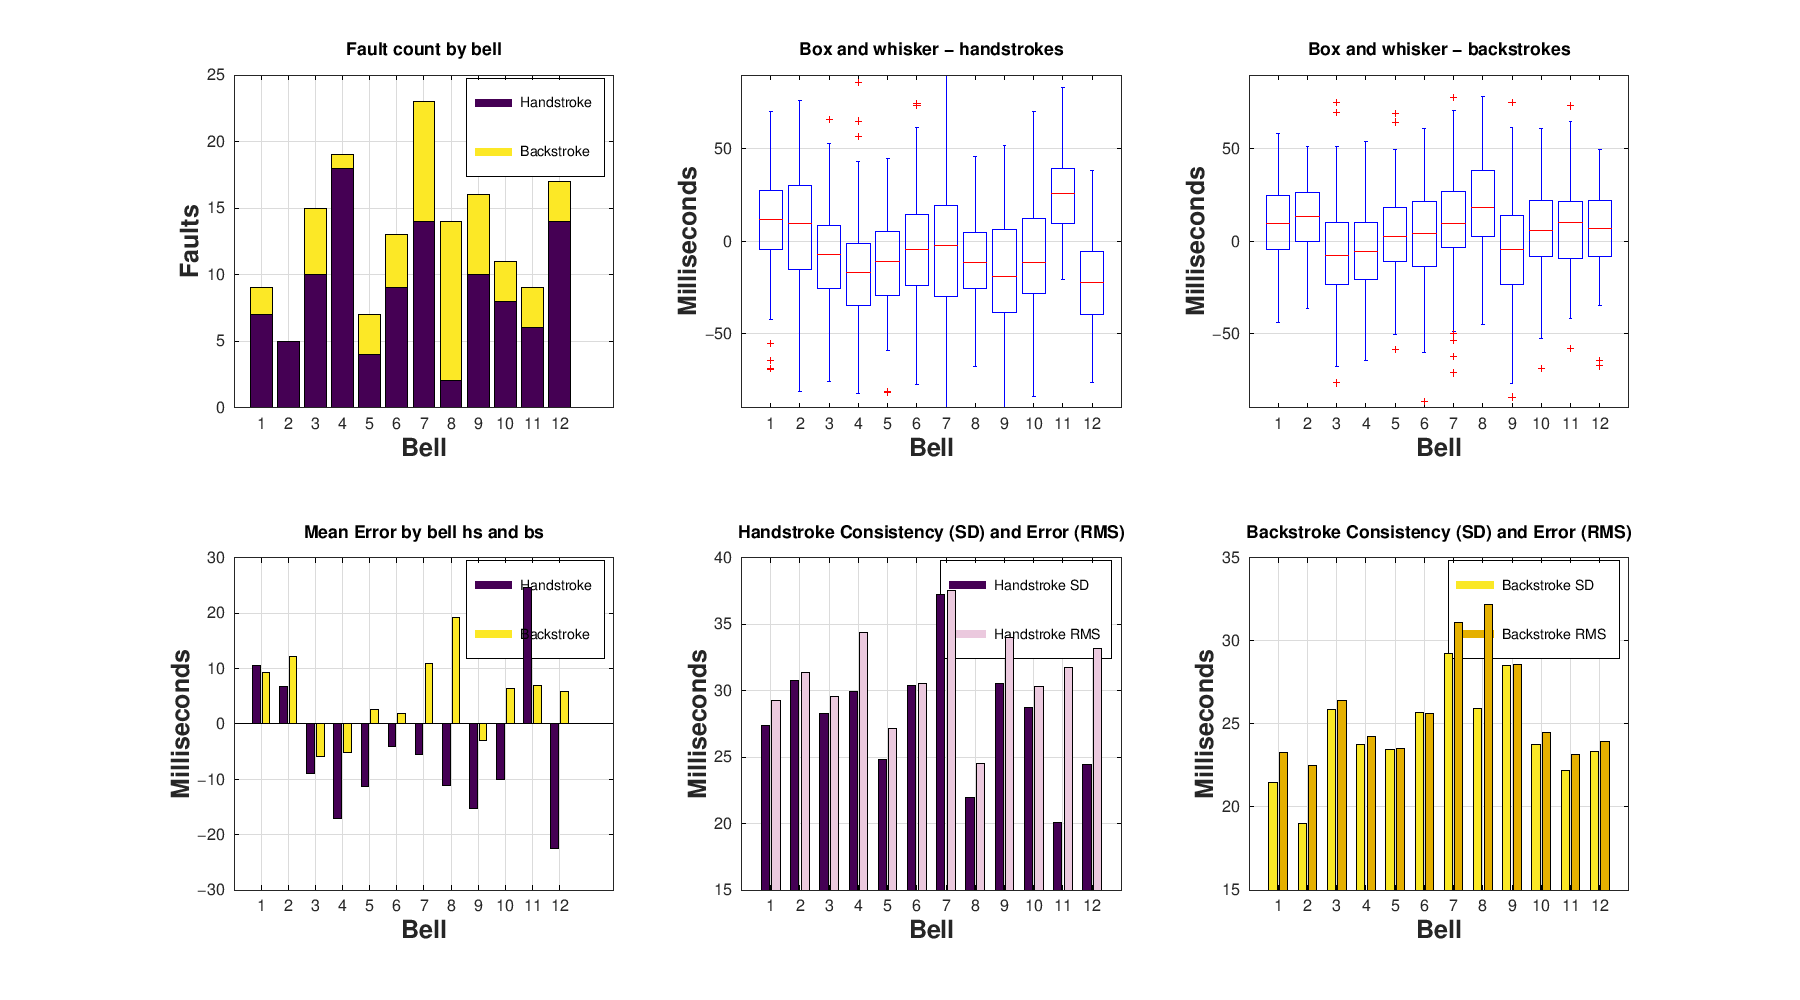 Fault count by bell
25
20
15
10
5
0
Faults
Handstroke
Backstroke
1 2 3 4 5 6 7 8 9 10 11 12
Bell
Box and whisker – handstrokes
50
0
−50
Milliseconds
1 2 3 4 5 6 7 8 9 10 11 12
Bell
Box and whisker – backstrokes
50
0
−50
Milliseconds
1 2 3 4 5 6 7 8 9 10 11 12
Bell
Mean Error by bell hs and bs
30
20
10
0
−10
−20
−30
Milliseconds
Handstroke
Backstroke
1 2 3 4 5 6 7 8 9 10 11 12
Bell
Handstroke Consistency (SD) and Error (RMS)
40
35
30
25
20
15
Milliseconds
Handstroke SD
Handstroke RMS
1 2 3 4 5 6 7 8 9 10 11 12
Bell
Backstroke Consistency (SD) and Error (RMS)
35
30
25
20
15
Milliseconds
Backstroke SD
Backstroke RMS
1 2 3 4 5 6 7 8 9 10 11 12
Bell